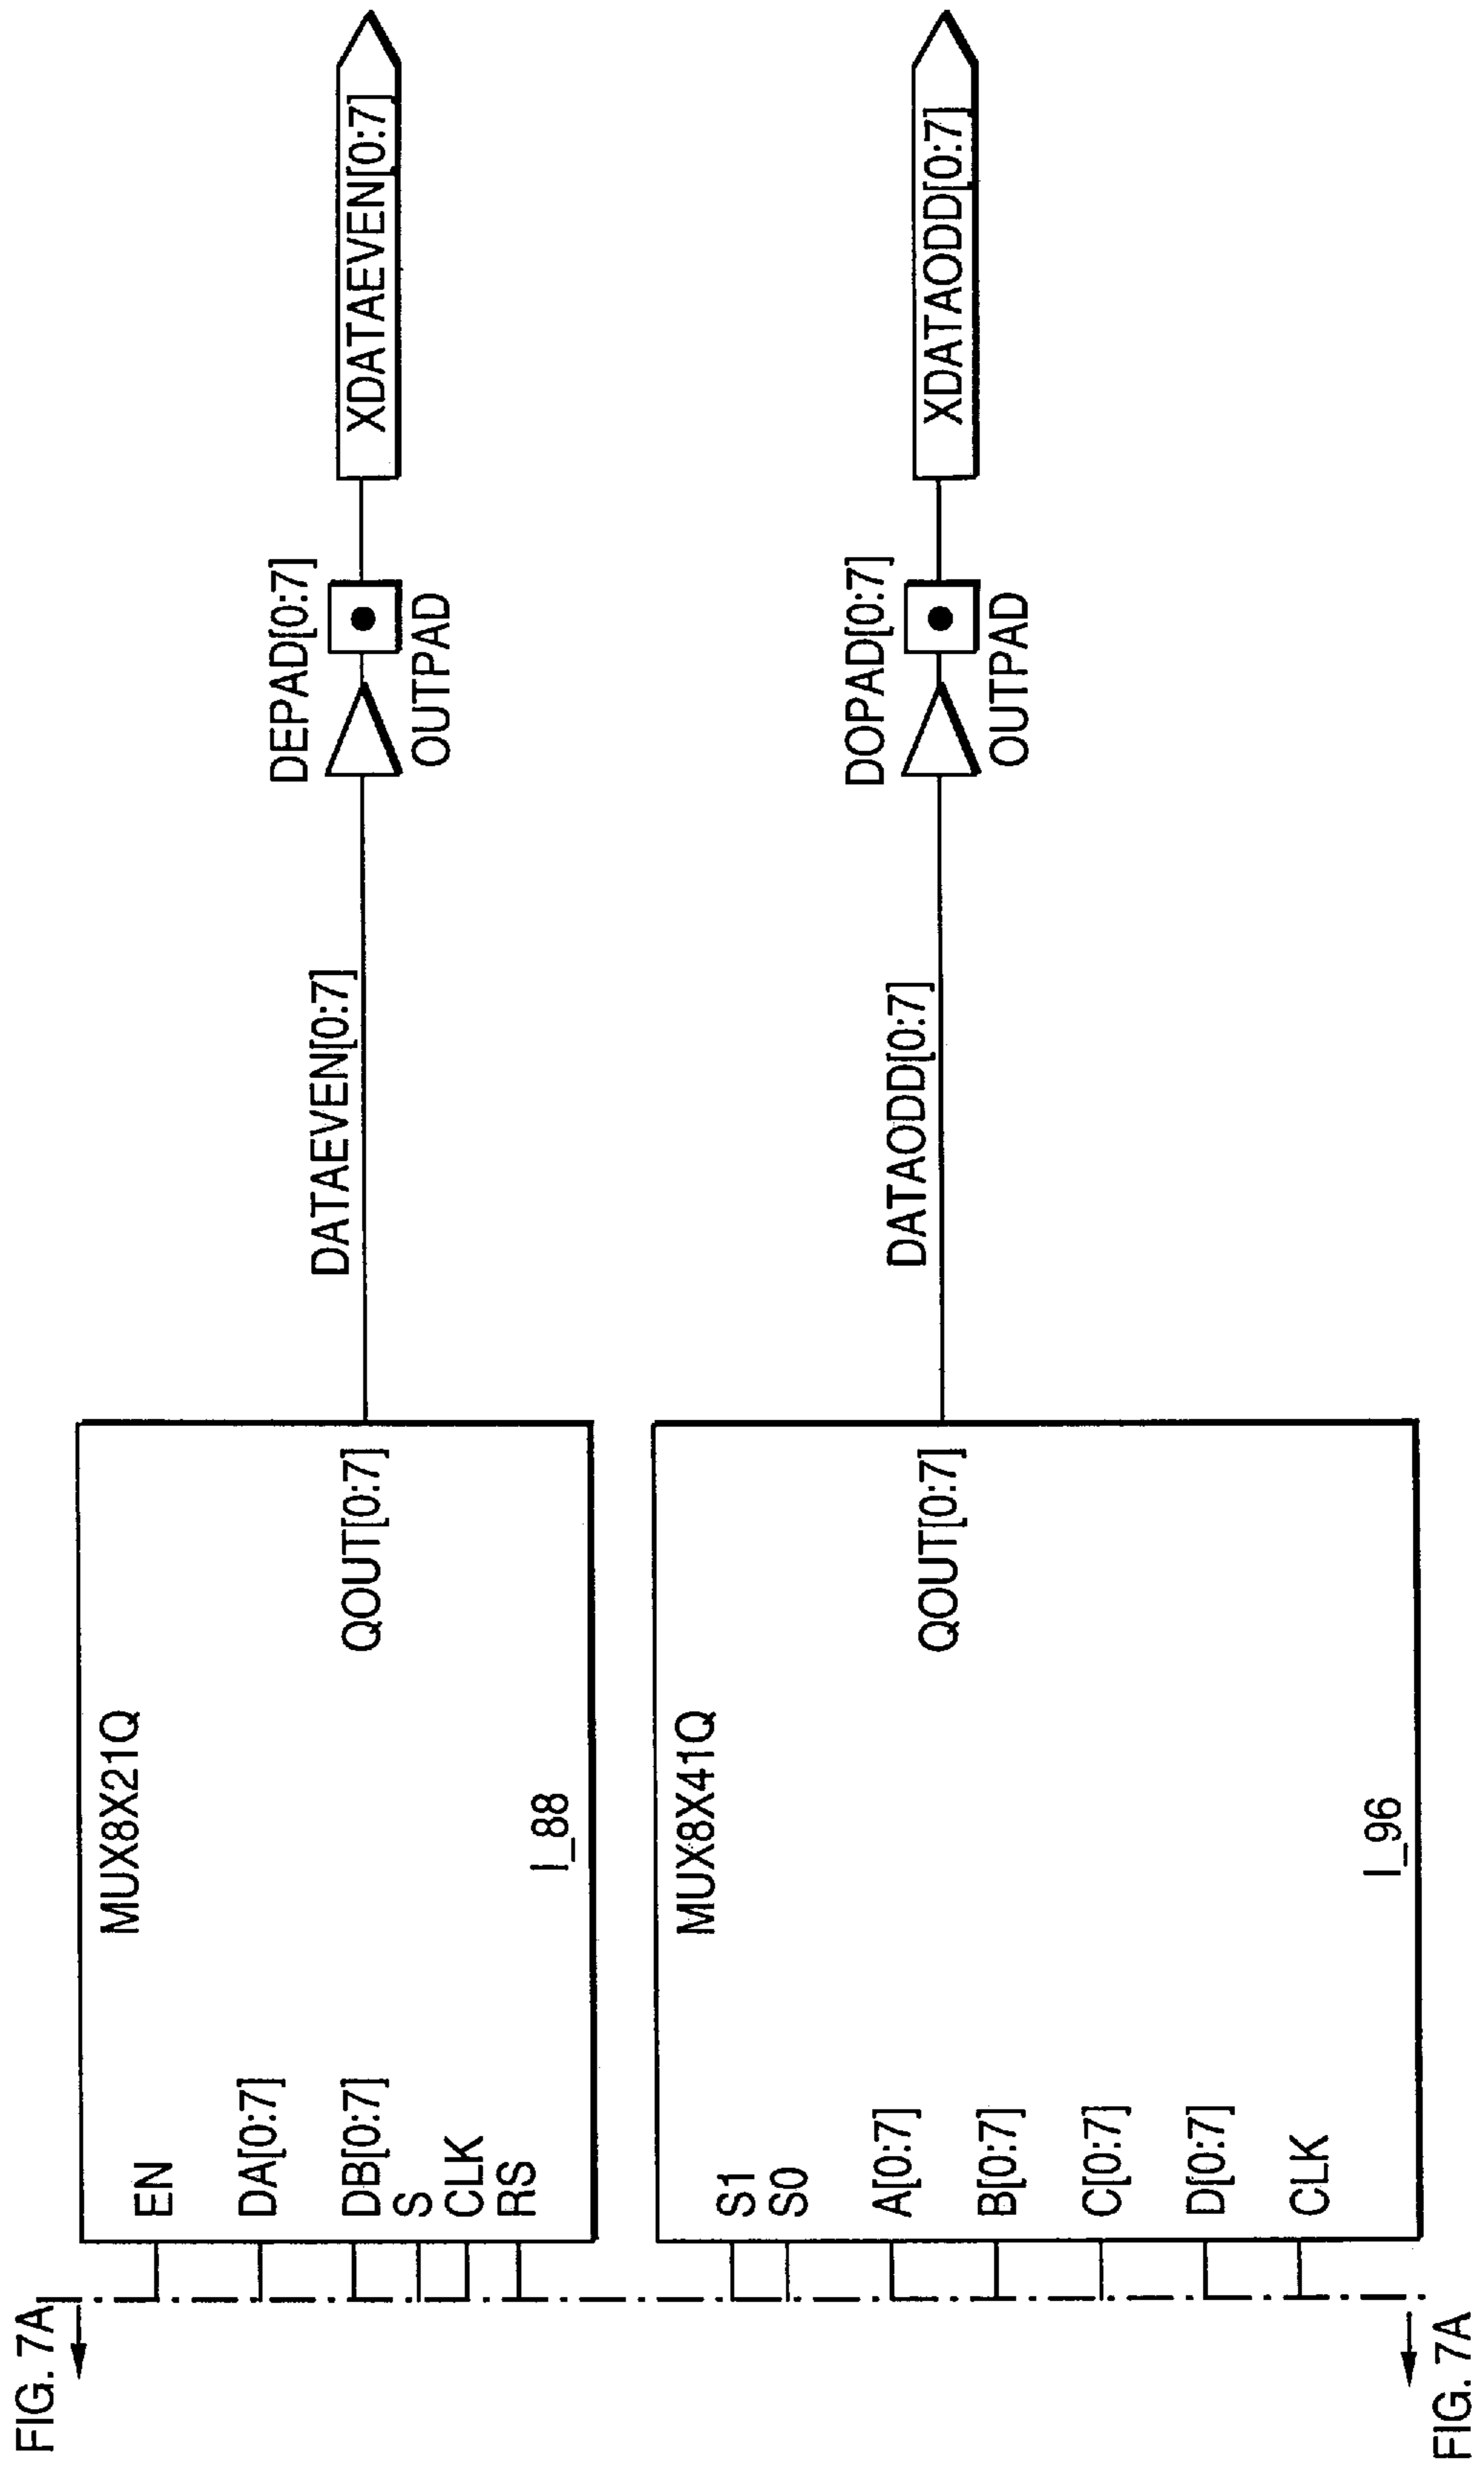 FIG. 7A
MUX8X21Q
EN
DA[0:7]
DB[0:7]
S
CLK
RS
QOUT[0:7]
I_88
DATAEVEN[0:7]
DEPAD[0:7]
OUTPAD
XDATAEVEN[0:7]
MUX8X41Q
S1
S0
A[0:7]
B[0:7]
C[0:7]
D[0:7]
CLK
QOUT[0:7]
I_96
DATAODD[0:7]
DOPAD[0:7]
OUTPAD
XDATAODD[0:7]
FIG. 7A